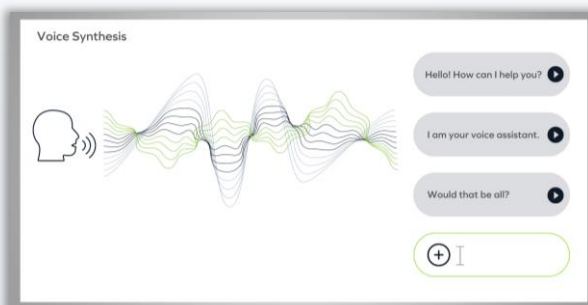 Voice Synthesis
Hello! How can I help you?
I am your voice assistant.
Would that be all?